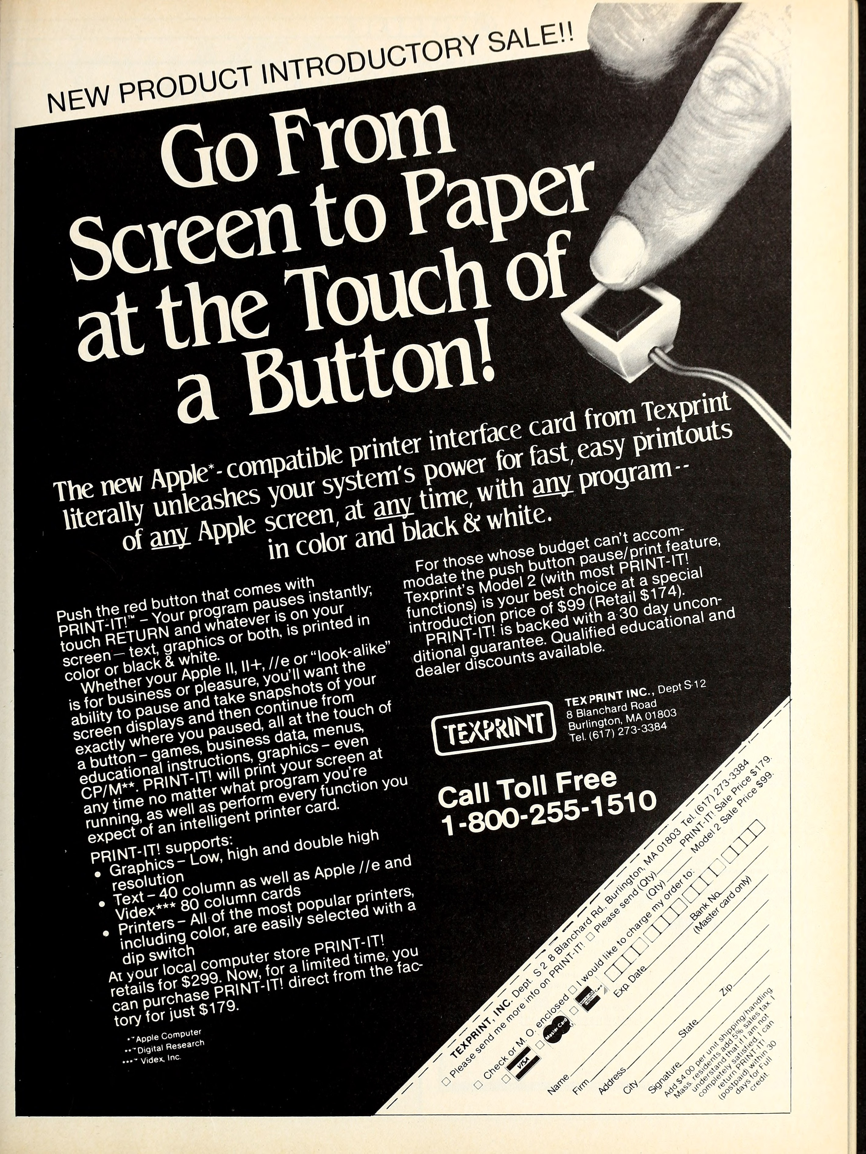 NEW PRODUCT INTRODUCTORY SALE!!
Go From
Screen to Paper
at the Touch of
a Button!
The new Apple*-compatible printer interface card from Texprint
literally unleashes your system's power for fast, easy printouts
of any Apple screen, at any time, with any program--
in color and black & white.
Push the red button that comes with
PRINT-IT!™ – Your program pauses instantly;
touch RETURN and whatever is on your
screen — text, graphics or both, is printed in
color or black & white.
Whether your Apple II, II+, //e or "look-alike"
is for business or pleasure, you'll want the
ability to pause and take snapshots of your
screen displays and then continue from
exactly where you paused, all at the touch of
a button – games, business data, menus,
educational instructions, graphics – even
CP/M**. PRINT-IT! will print your screen at
any time no matter what program you're
running, as well as perform every function you
expect of an intelligent printer card.
PRINT-IT! supports:
• Graphics – Low, high and double high
resolution
• Text – 40 column as well as Apple //e and
Videx*** 80 column cards
• Printers – All of the most popular printers,
including color, are easily selected with a
dip switch
At your local computer store PRINT-IT!
retails for $299. Now, for a limited time, you
can purchase PRINT-IT! direct from the fac-
tory for just $179.
*™Apple Computer
**™Digital Research
***™ Videx, Inc.
For those whose budget can't accom-
modate the push button pause/print feature,
Texprint's Model 2 (with most PRINT-IT!
functions) is your best choice at a special
introduction price of $99 (Retail $174).
PRINT-IT! is backed with a 30 day uncon-
ditional guarantee. Qualified educational and
dealer discounts available.
TEXPRINT
TEXPRINT INC., Dept S-12
8 Blanchard Road
Burlington, MA 01803
Tel. (617) 273-3384
Call Toll Free
1-800-255-1510
TEXPRINT, INC. Dept. S 2 8 Blanchard Rd., Burlington, MA 01803 Tel. (617) 273-3384
□ Please send me more info on PRINT-IT! □ Please send (Qty)____ PRINT-IT! Sale Price $179.
(Qty)____ Model 2 Sale Price $99.
□ Check or M. O. enclosed □ I would like to charge my order to:
□ VISA □ Master Card □
Bank No.
(Master card only)
Exp. Date
Name
Firm
Address
City State Zip
Signature
Add $4.00 per unit shipping/handling
Mass. residents add 5% sales tax. I
understand that if I am not
completely satisfied, I can
return PRINT-IT!
(postpaid) within 30
days for Full
credit.